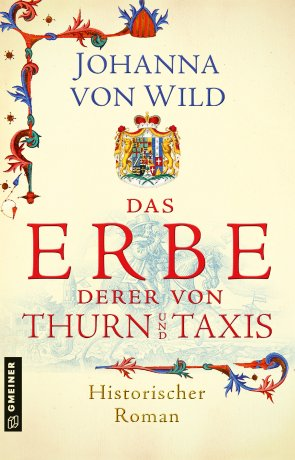 JOHANNA
VON WILD
DAS
ERBE
DERER VON
THURN UND TAXIS
Historischer
Roman
GMEINER